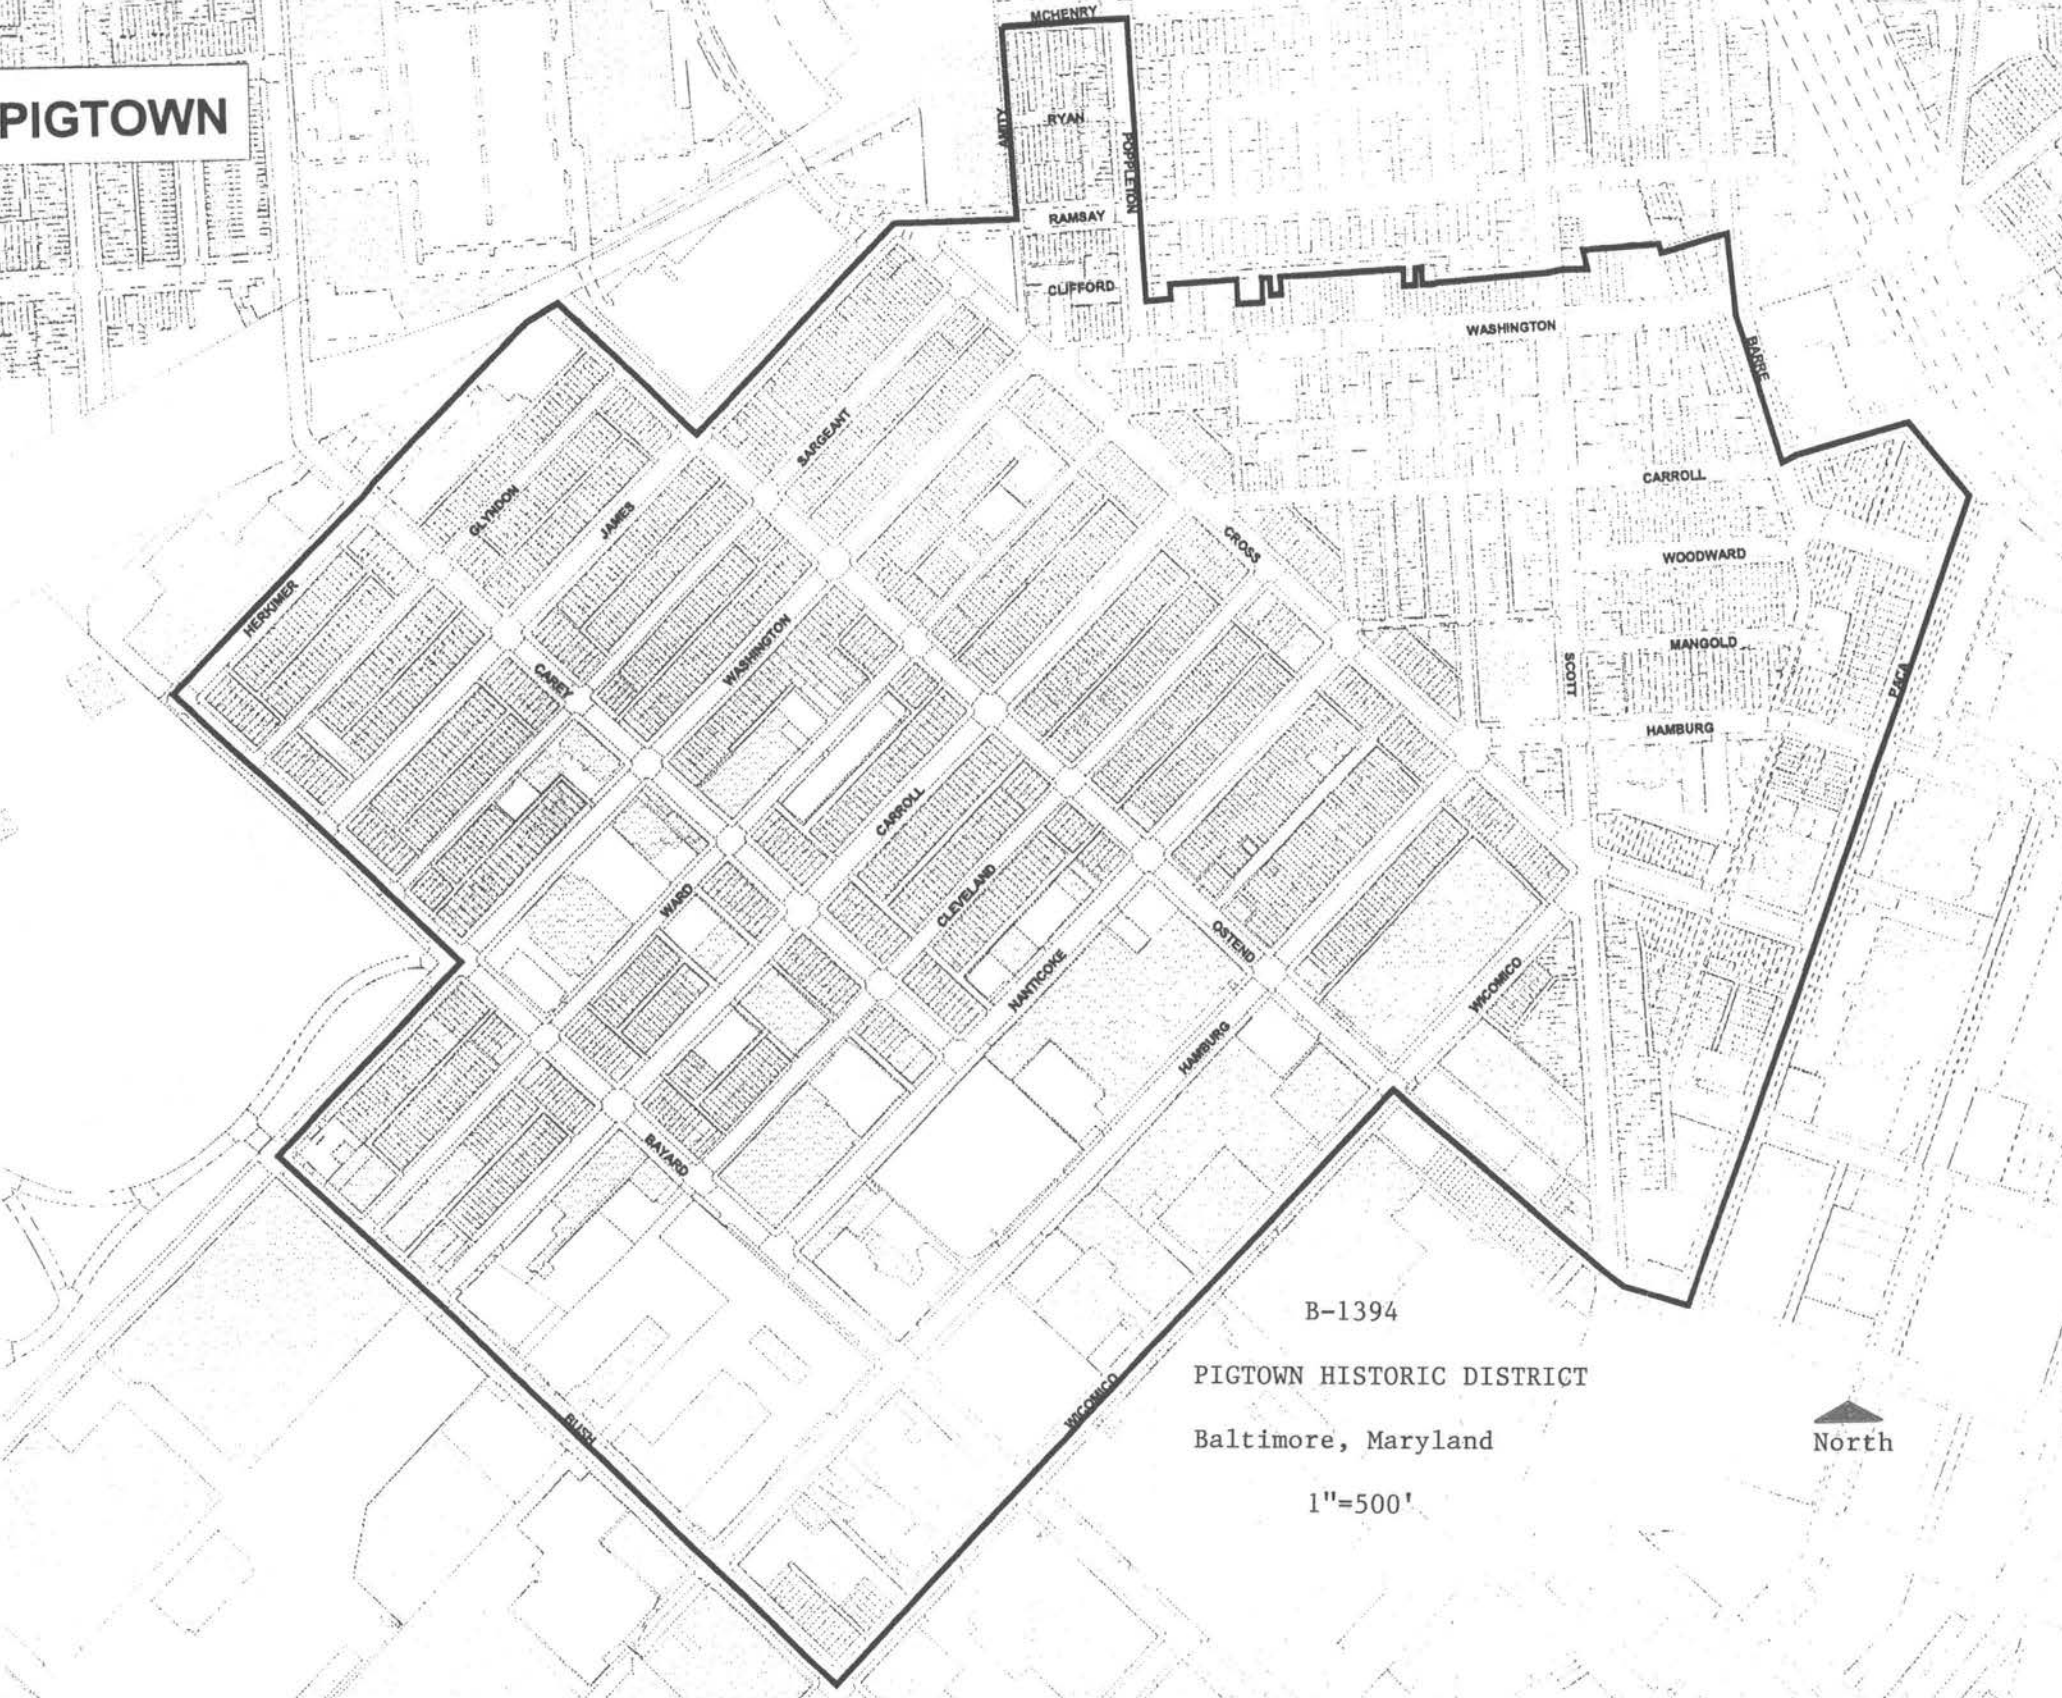 MCHENRY
PIGTOWN
AMITY
RYAN
POPPLETON
RAMSAY
CLIFFORD
WASHINGTON
BARRE
SARGEANT
CARROLL
GLYNDON
JAMES
CROSS
WOODWARD
HERKIMER
WASHINGTON
MANGOLD
SCOTT
CAREY
PACA
HAMBURG
CARROLL
WARD
CLEVELAND
OSTEND
NANTICOKE
WICOMICO
HAMBURG
BAYARD
B-1394
PIGTOWN HISTORIC DISTRICT
WICOMICO
BUSH
Baltimore, Maryland
North
1"=500'